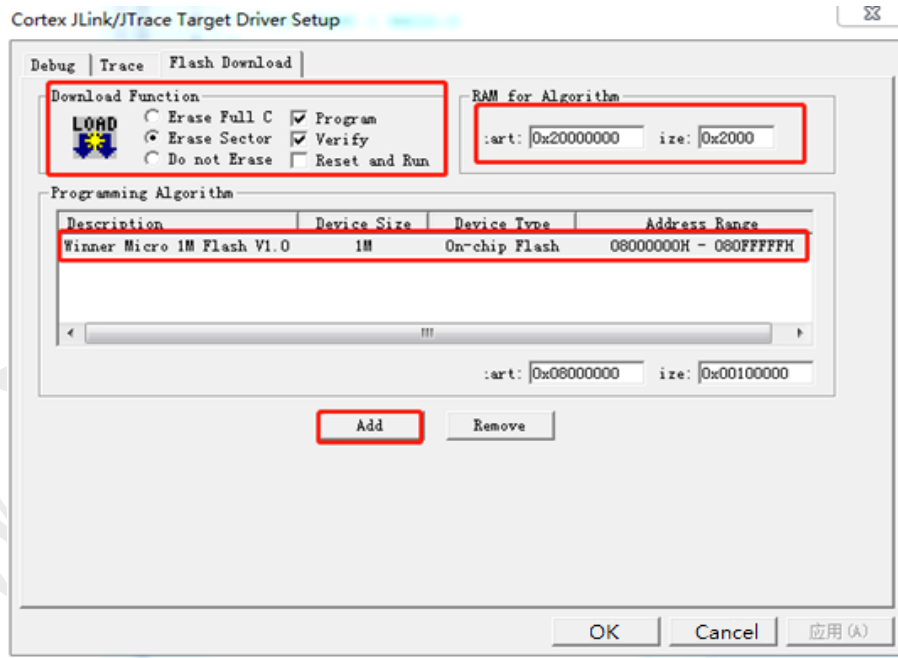 Cortex JLink/JTrace Target Driver Setup
Debug Trace Flash Download
Download Function
LOAD
Erase Full C Program
Erase Sector Verify
Do not Erase Reset and Run
RAM for Algorithm
:art: 0x20000000 ize: 0x2000
Programming Algorithm
Description Device Size Device Type Address Range
Winner Micro 1M Flash V1.0 1M On-chip Flash 08000000H - 080FFFFFH
:art: 0x08000000 ize: 0x00100000
Add Remove
OK Cancel 应用(A)